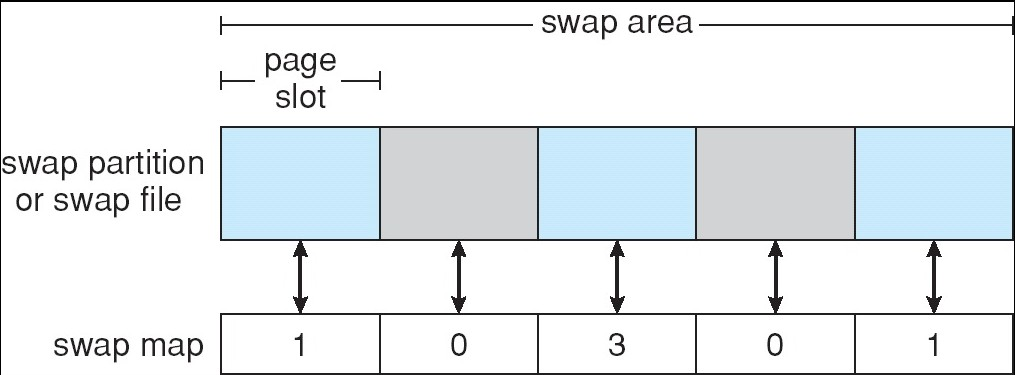 swap area
page
slot
swap partition
or swap file
swap map 1 0 3 0 1